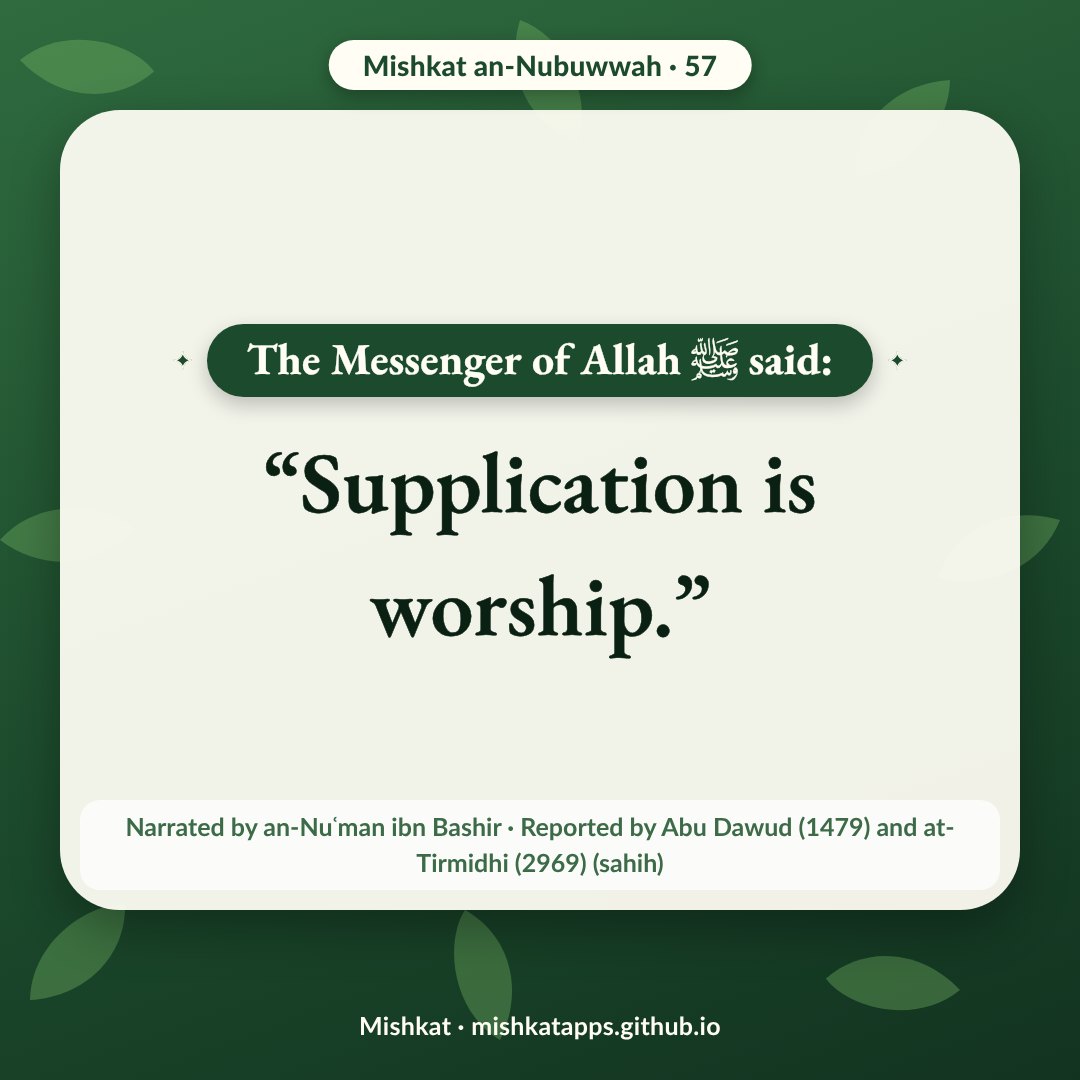 Mishkat an-Nubuwwah · 57
The Messenger of Allah ﷺ said:
“Supplication is
worship.”
Narrated by an-Nuʿman ibn Bashir · Reported by Abu Dawud (1479) and at-
Tirmidhi (2969) (sahih)
Mishkat · mishkatapps.github.io